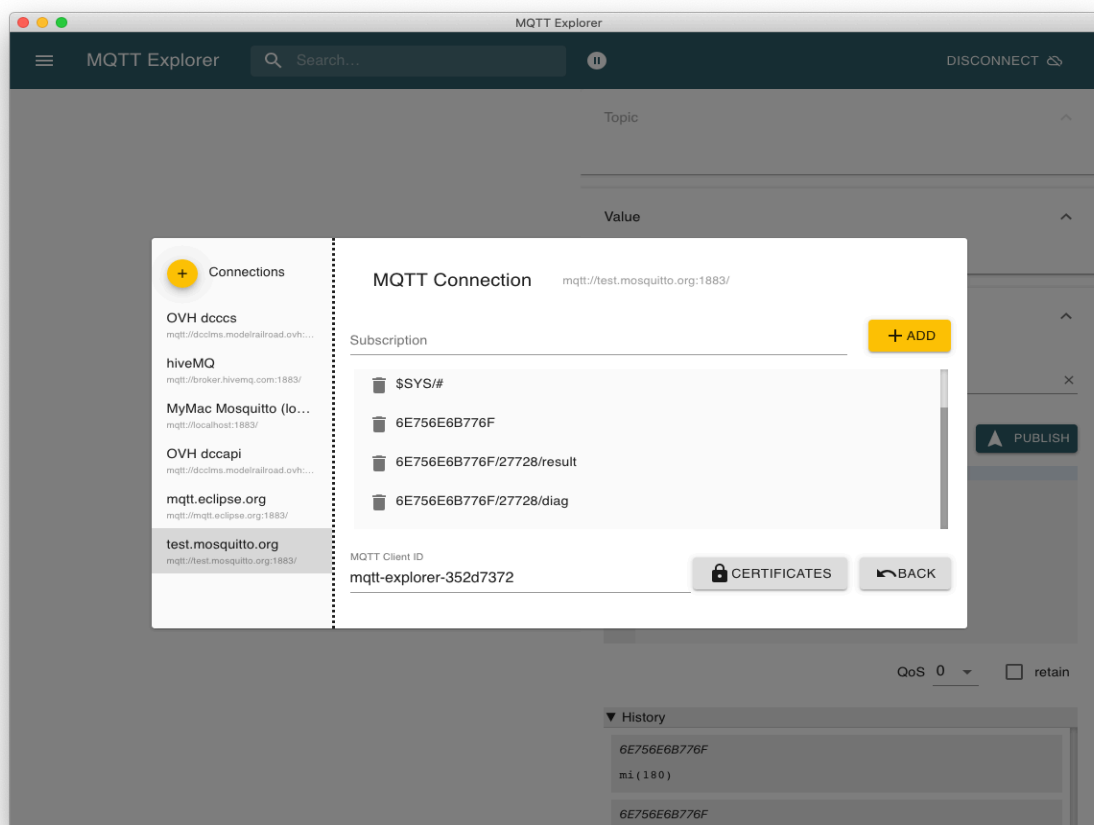 MQTT Explorer
MQTT Explorer
Search...
DISCONNECT
Topic
Value
Connections
OVH dcccs
mqtt://dcclms.modelrailroad.ovh:...
hiveMQ
mqtt://broker.hivemq.com:1883/
MyMac Mosquitto (lo...
mqtt://localhost:1883/
OVH dccapi
mqtt://dcclms.modelrailroad.ovh:...
mqtt.eclipse.org
mqtt://mqtt.eclipse.org:1883/
test.mosquitto.org
mqtt://test.mosquitto.org:1883/
MQTT Connection
mqtt://test.mosquitto.org:1883/
Subscription
+ ADD
$SYS/#
6E756E6B776F
6E756E6B776F/27728/result
6E756E6B776F/27728/diag
MQTT Client ID
mqtt-explorer-352d7372
CERTIFICATES
BACK
PUBLISH
QoS 0
retain
▼ History
6E756E6B776F
mi(180)
6E756E6B776F